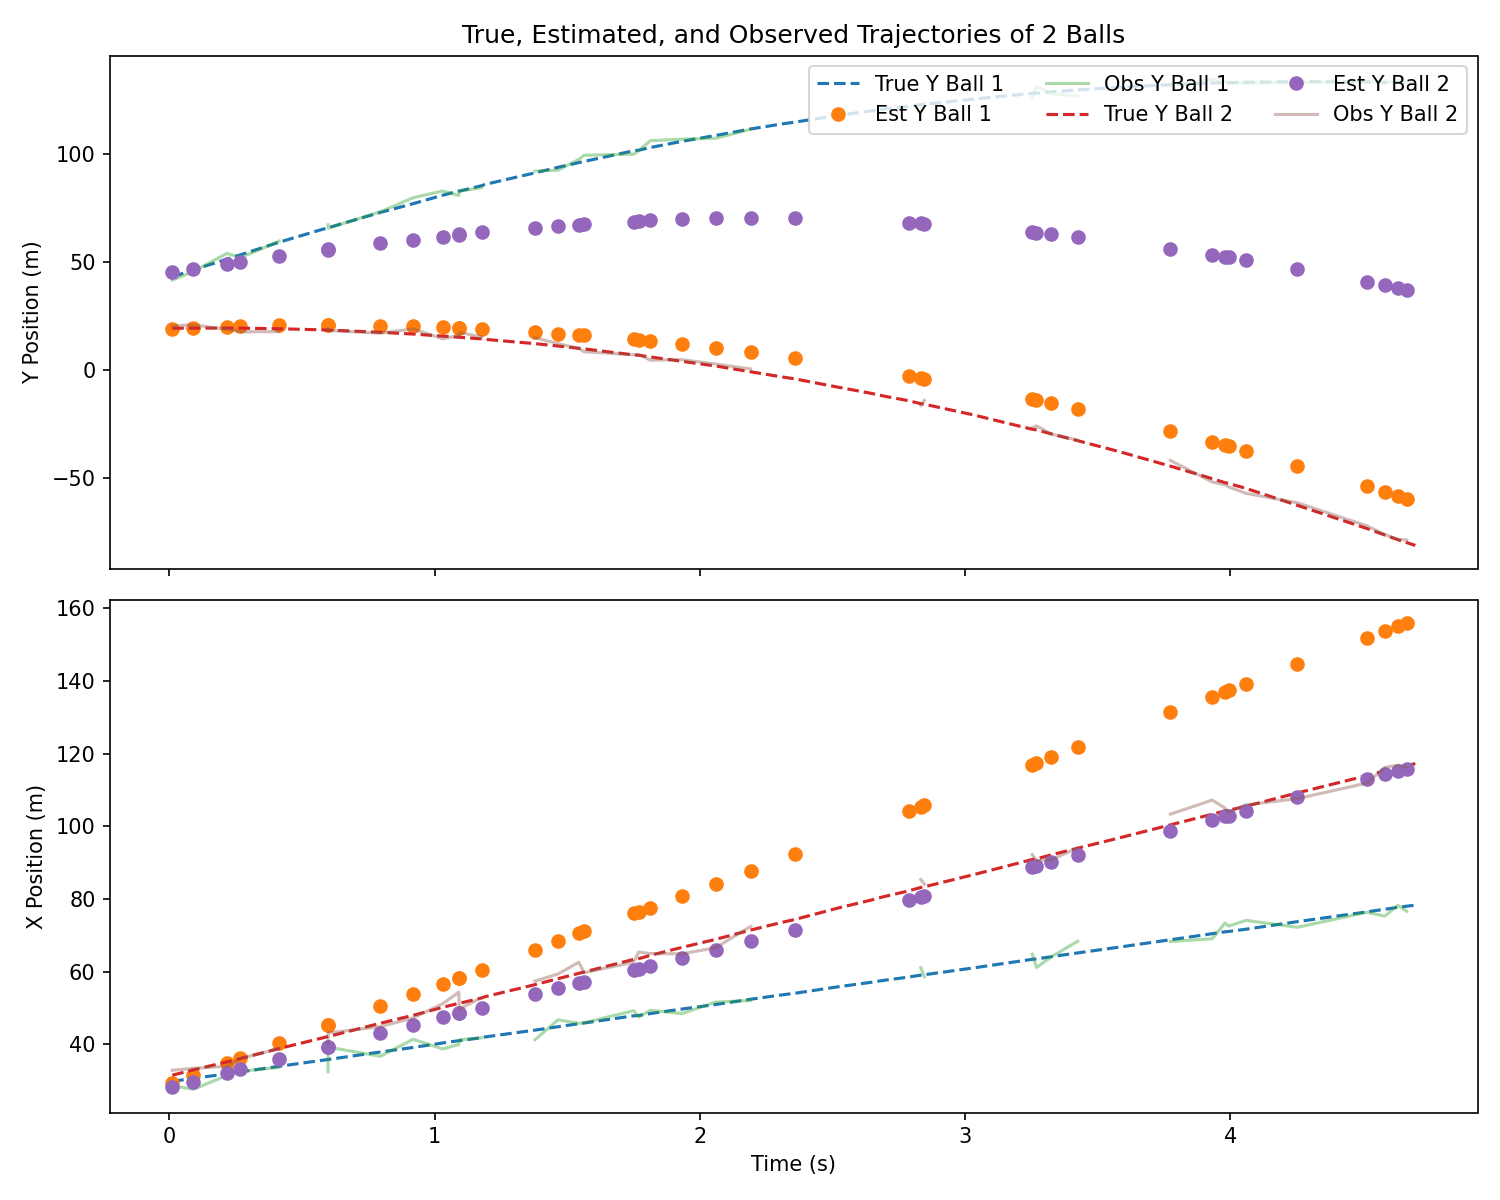 True, Estimated, and Observed Trajectories of 2 Balls
True Y Ball 1
Obs Y Ball 1
Est Y Ball 2
Est Y Ball 1
True Y Ball 2
Obs Y Ball 2
100
50
0
−50
Y Position (m)
160
140
120
100
80
60
40
X Position (m)
0 1 2 3 4
Time (s)